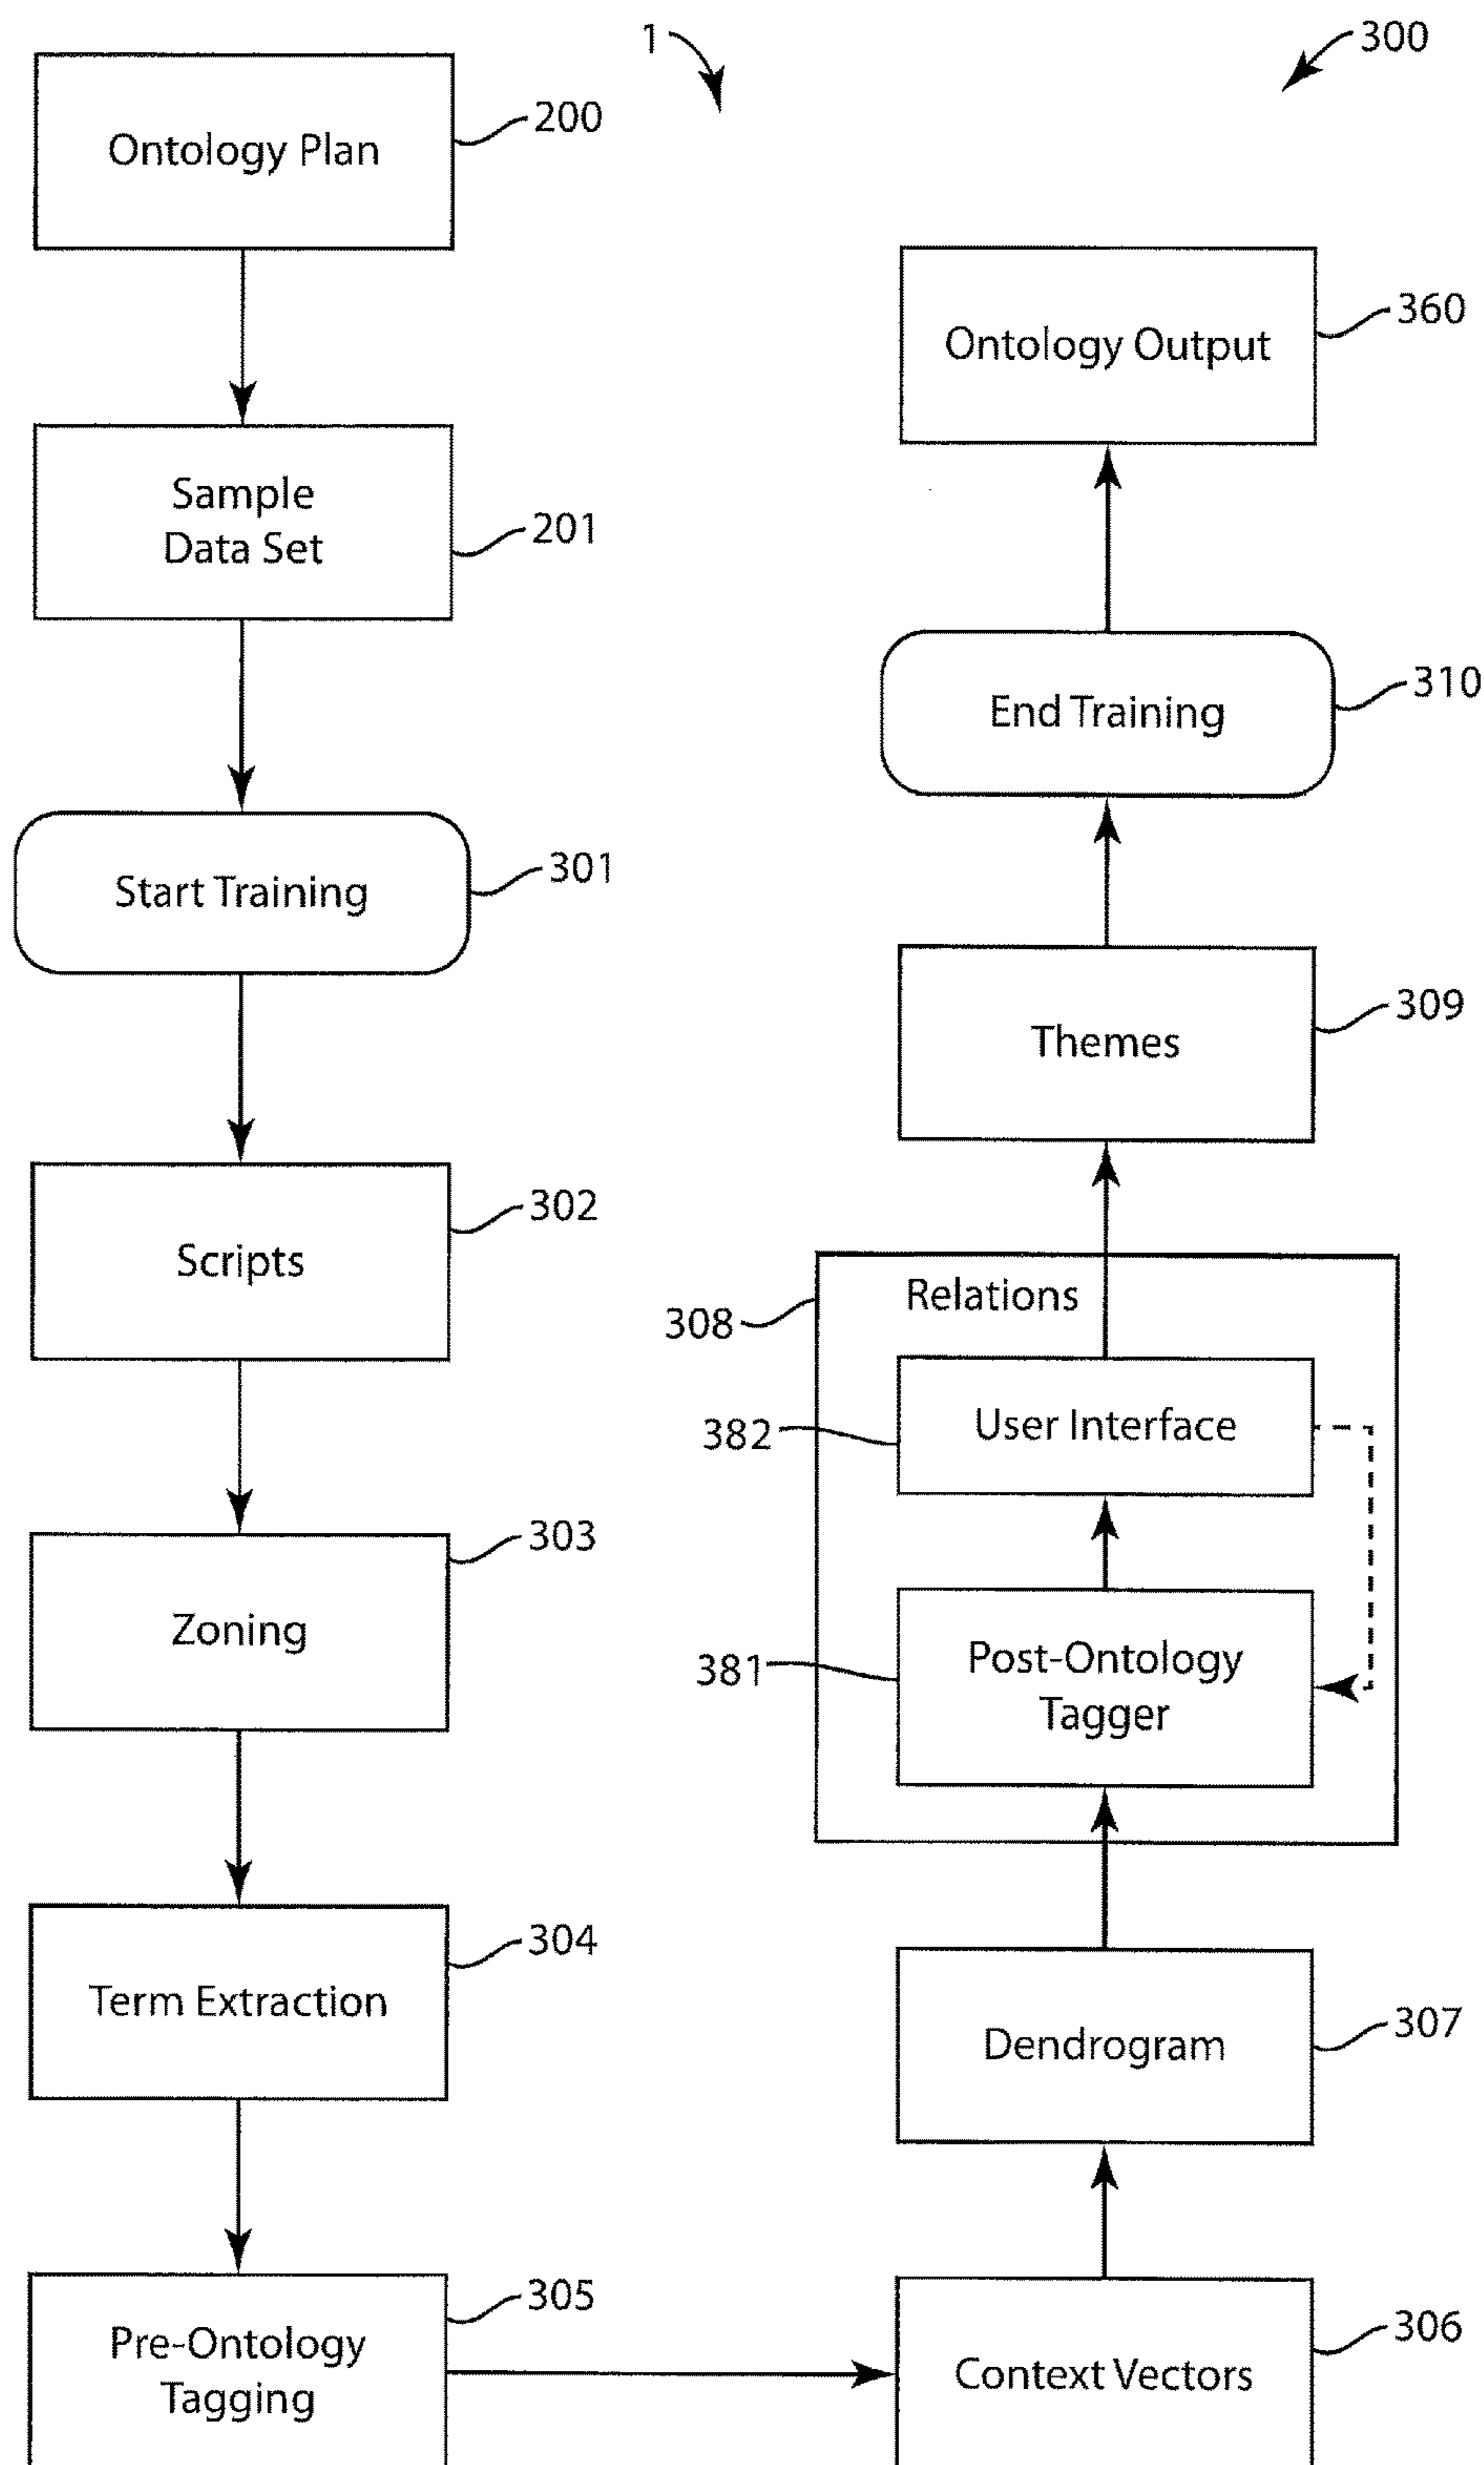 1
300
Ontology Plan
200
Sample
Data Set
201
Start Training
301
Scripts
302
Zoning
303
Term Extraction
304
Pre-Ontology
Tagging
305
Context Vectors
306
Dendrogram
307
Relations
308
Post-Ontology
Tagger
381
User Interface
382
Themes
309
End Training
310
Ontology Output
360